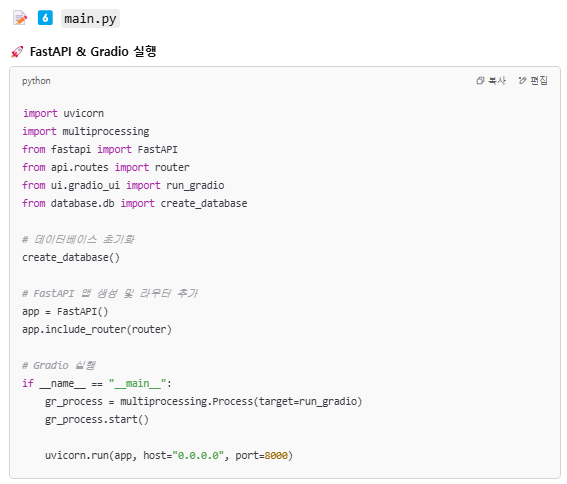 📝 6️⃣ main.py
🚀 FastAPI & Gradio 실행
python
복사 편집
import uvicorn
import multiprocessing
from fastapi import FastAPI
from api.routes import router
from ui.gradio_ui import run_gradio
from database.db import create_database
# 데이터베이스 초기화
create_database()
# FastAPI 앱 생성 및 라우터 추가
app = FastAPI()
app.include_router(router)
# Gradio 실행
if __name__ == "__main__":
    gr_process = multiprocessing.Process(target=run_gradio)
    gr_process.start()
    uvicorn.run(app, host="0.0.0.0", port=8000)